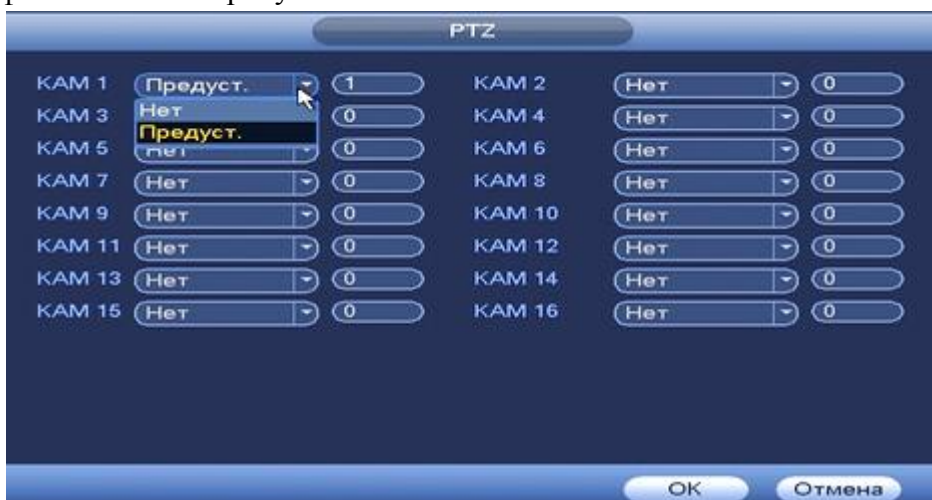 PTZ
КАМ 1 Предуст. 1 КАМ 2 Нет 0
КАМ 3 Нет 0 КАМ 4 Нет 0
Предуст.
КАМ 5 Нет 0 КАМ 6 Нет 0
КАМ 7 Нет 0 КАМ 8 Нет 0
КАМ 9 Нет 0 КАМ 10 Нет 0
КАМ 11 Нет 0 КАМ 12 Нет 0
КАМ 13 Нет 0 КАМ 14 Нет 0
КАМ 15 Нет 0 КАМ 16 Нет 0
OK Отмена